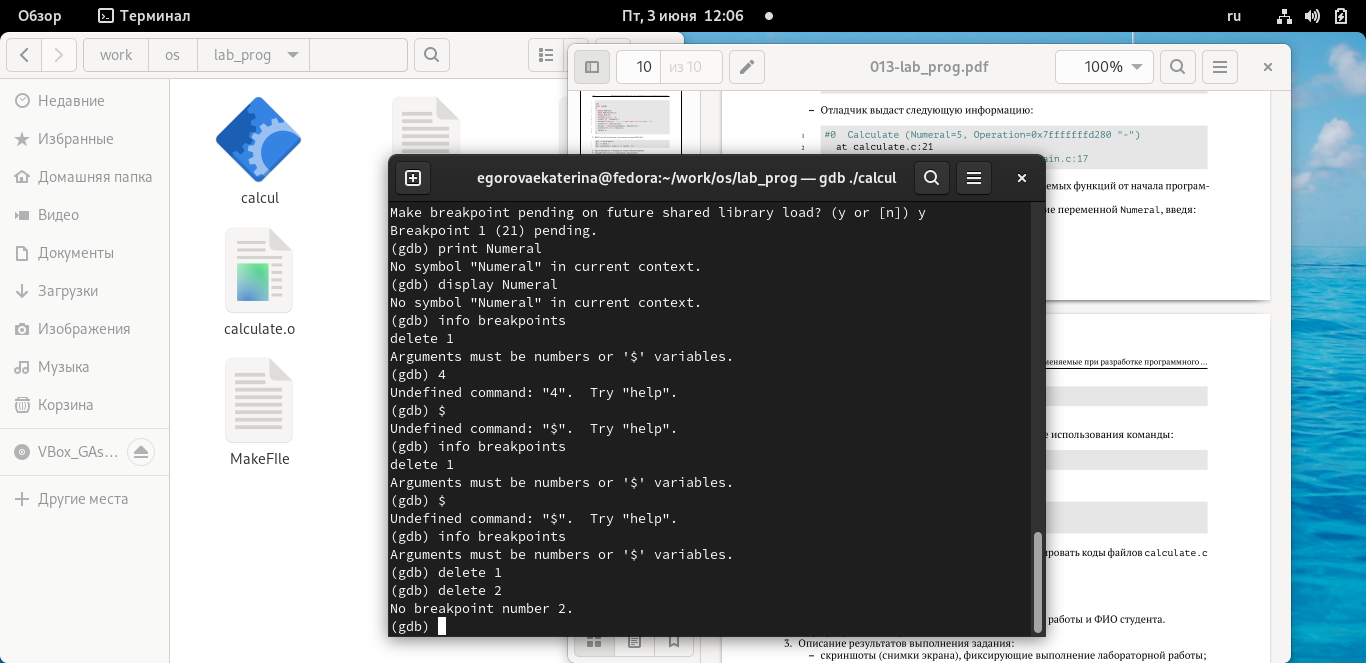 Обзор
Терминал
Пт, 3 июня 12:06
ru
work
os
lab_prog
Недавние
Избранные
Домашняя папка
Видео
Документы
Загрузки
Изображения
Музыка
Корзина
VBox_GAs…
Другие места
calcul
calculate.o
MakeFIle
10
из 10
013-lab_prog.pdf
100%
– Отладчик выдаст следующую информацию:
1 #0 Calculate (Numeral=5, Operation=0x7fffffffd280 "-")
2 at calculate.c:21
ain.c:17
емых функций от начала програм-
ие переменной Numeral, введя:
меняемые при разработке программного …
е использования команды:
ировать коды файлов calculate.c
работы и ФИО студента.
3. Описание результатов выполнения задания:
– скриншоты (снимки экрана), фиксирующие выполнение лабораторной работы;
egorovaekaterina@fedora:~/work/os/lab_prog — gdb ./calcul
Make breakpoint pending on future shared library load? (y or [n]) y
Breakpoint 1 (21) pending.
(gdb) print Numeral
No symbol "Numeral" in current context.
(gdb) display Numeral
No symbol "Numeral" in current context.
(gdb) info breakpoints
delete 1
Arguments must be numbers or '$' variables.
(gdb) 4
Undefined command: "4". Try "help".
(gdb) $
Undefined command: "$". Try "help".
(gdb) info breakpoints
delete 1
Arguments must be numbers or '$' variables.
(gdb) $
Undefined command: "$". Try "help".
(gdb) info breakpoints
Arguments must be numbers or '$' variables.
(gdb) delete 1
(gdb) delete 2
No breakpoint number 2.
(gdb)